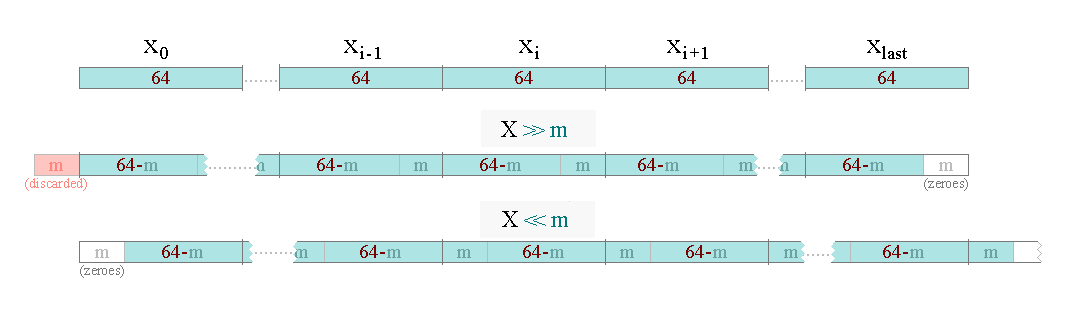 X0 Xi-1 Xi Xi+1 Xlast
64 64 64 64 64
X >> m
m 64-m m 64-m m 64-m m 64-m m m 64-m m
(discarded) (zeroes)
X << m
m 64-m m 64-m m 64-m m 64-m m 64-m m
(zeroes)